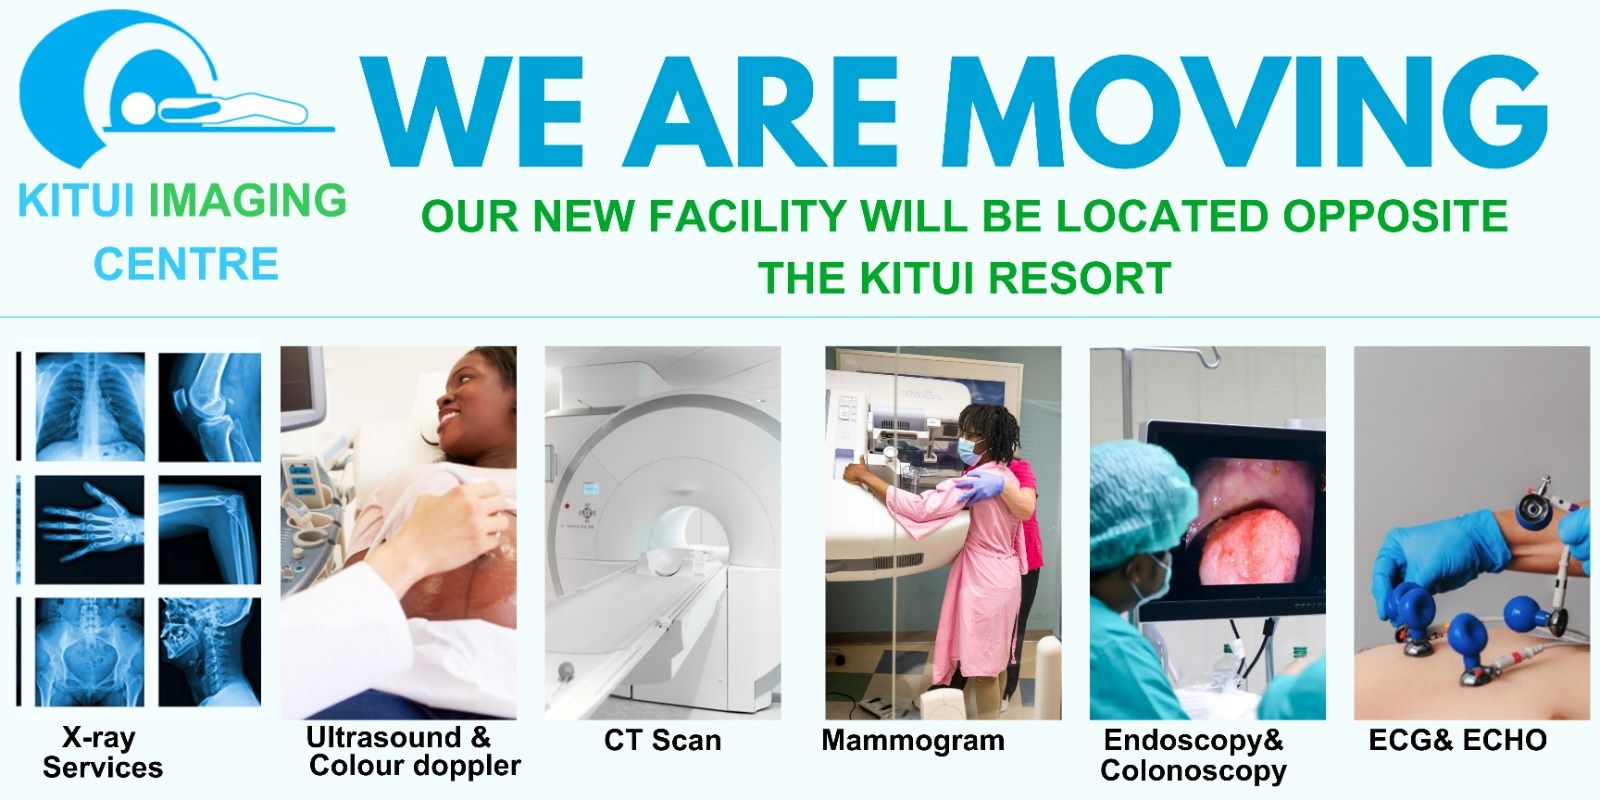 WE ARE MOVING
KITUI IMAGING
CENTRE
OUR NEW FACILITY WILL BE LOCATED OPPOSITE
THE KITUI RESORT
X-ray
Services
Ultrasound &
Colour doppler
CT Scan
Mammogram
Endoscopy&
Colonoscopy
ECG& ECHO